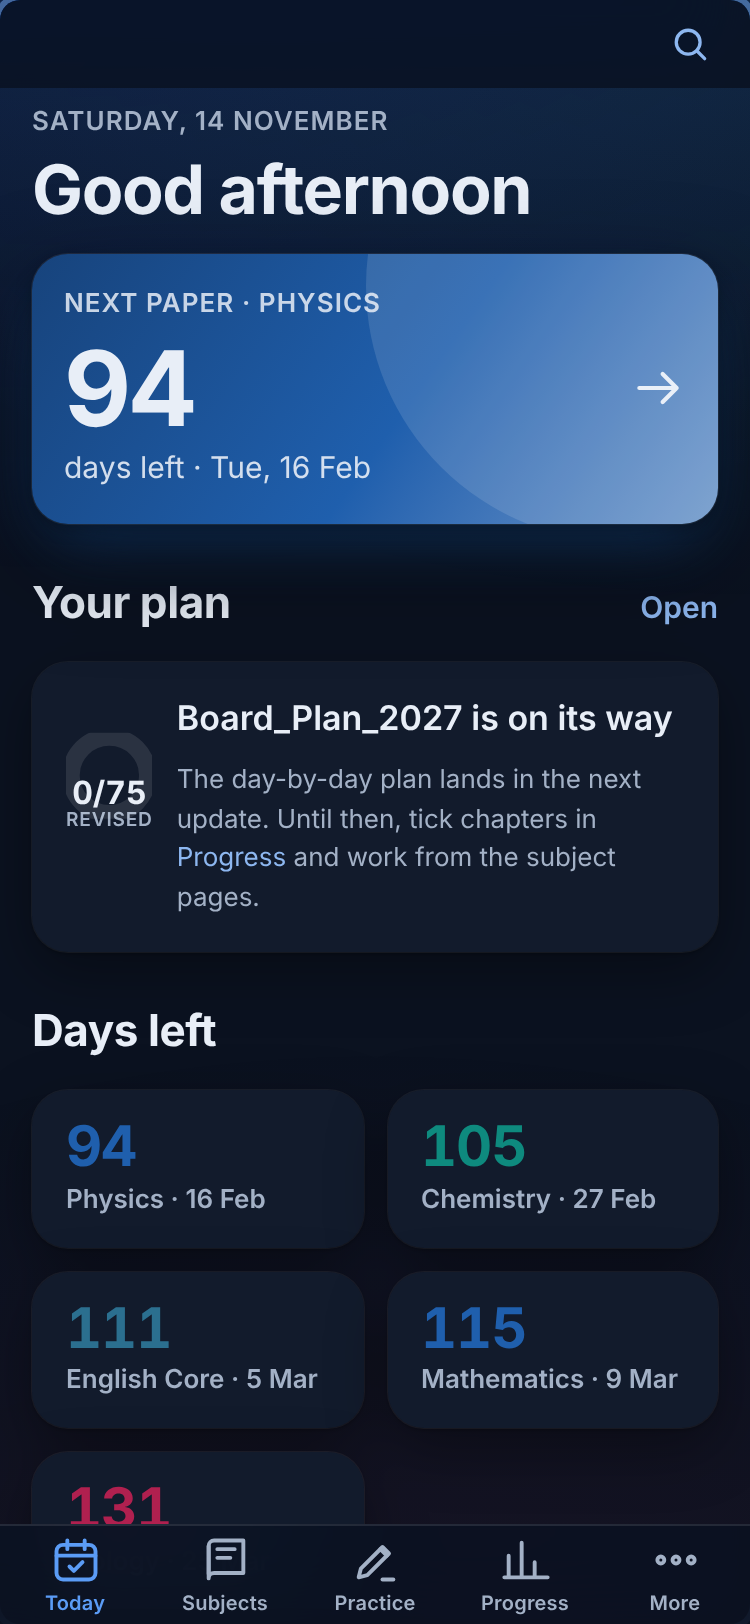 SATURDAY, 14 NOVEMBER
Good afternoon
NEXT PAPER · PHYSICS
94
days left · Tue, 16 Feb
Your plan
Open
0/75
REVISED
Board_Plan_2027 is on its way
The day-by-day plan lands in the next
update. Until then, tick chapters in
Progress and work from the subject
pages.
Days left
94
Physics · 16 Feb
105
Chemistry · 27 Feb
111
English Core · 5 Mar
115
Mathematics · 9 Mar
131
Today
Subjects
Practice
Progress
More